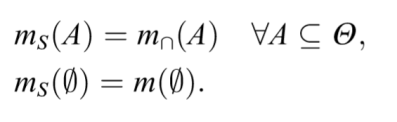 m_S(A) = m_∩(A) ∀A ⊆ Θ,
m_S(∅) = m(∅).